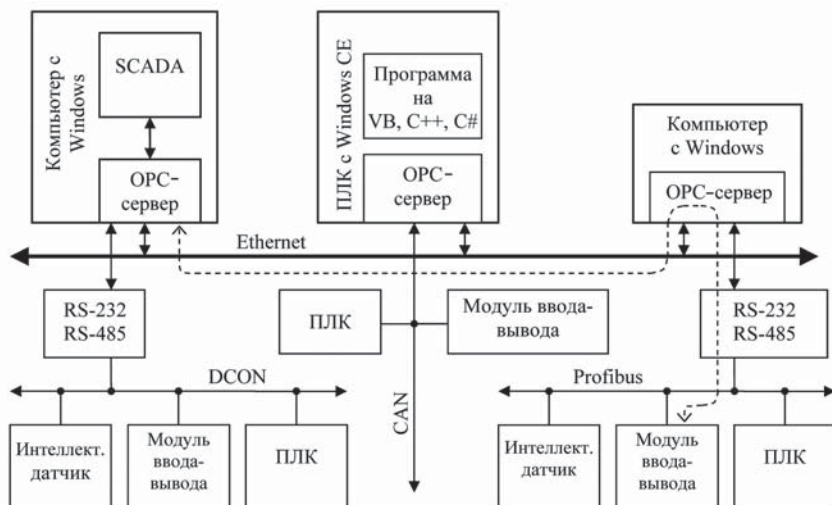 Компьютер с
Windows
SCADA
OPC-
сервер
ПЛК с Windows CE
Программа
на
VB, C++, C#
OPC-
сервер
Компьютер
с Windows
OPC-сервер
Ethernet
RS-232
RS-485
ПЛК
Модуль ввода-
вывода
RS-232
RS-485
DCON
CAN
Profibus
Интеллект.
датчик
Модуль
ввода-
вывода
ПЛК
Интеллект.
датчик
Модуль
ввода-
вывода
ПЛК